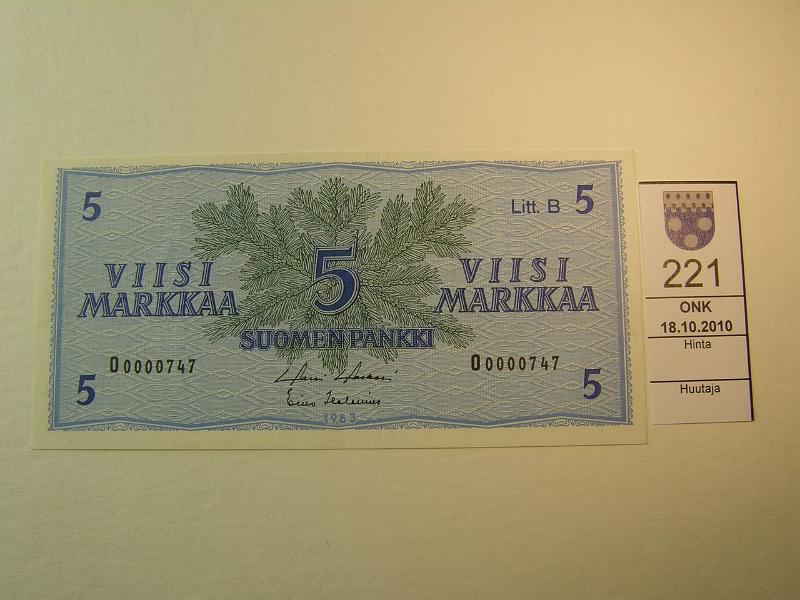 5
Litt. B 5
VIISI
MARKKAA
5
VIISI
MARKKAA
SUOMEN PANKKI
O0000747
O0000747
5
5
1963
221
ONK
18.10.2010
Hinta
Huutaja